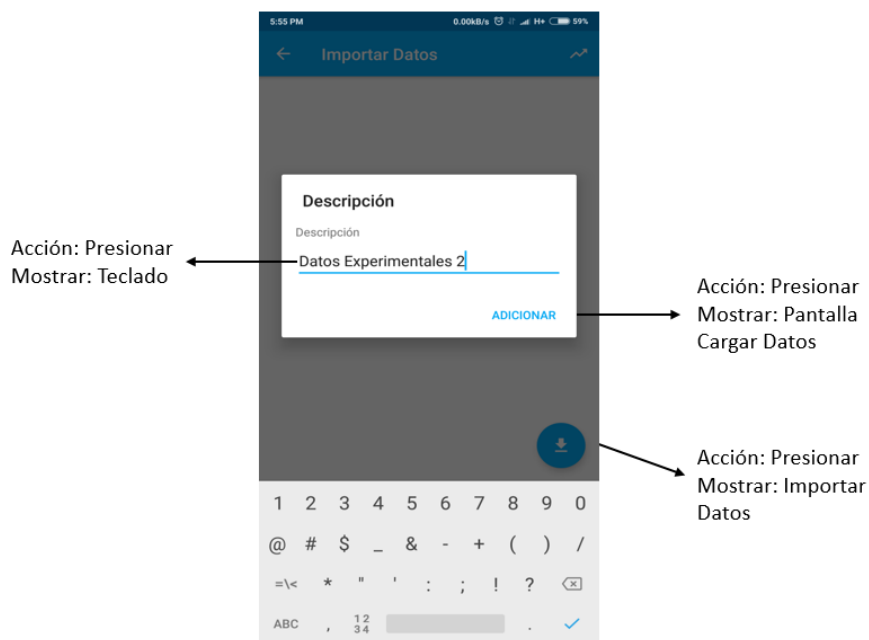 5:55 PM 0.00kB/s H+ 59%
Importar Datos
Descripción
Descripción
Datos Experimentales 2
ADICIONAR
Acción: Presionar
Mostrar: Teclado
Acción: Presionar
Mostrar: Pantalla
Cargar Datos
Acción: Presionar
Mostrar: Importar
Datos
1 2 3 4 5 6 7 8 9 0
@ # $ _ & - + ( ) /
=\< * " ' : ; ! ?
ABC , 12 34 .